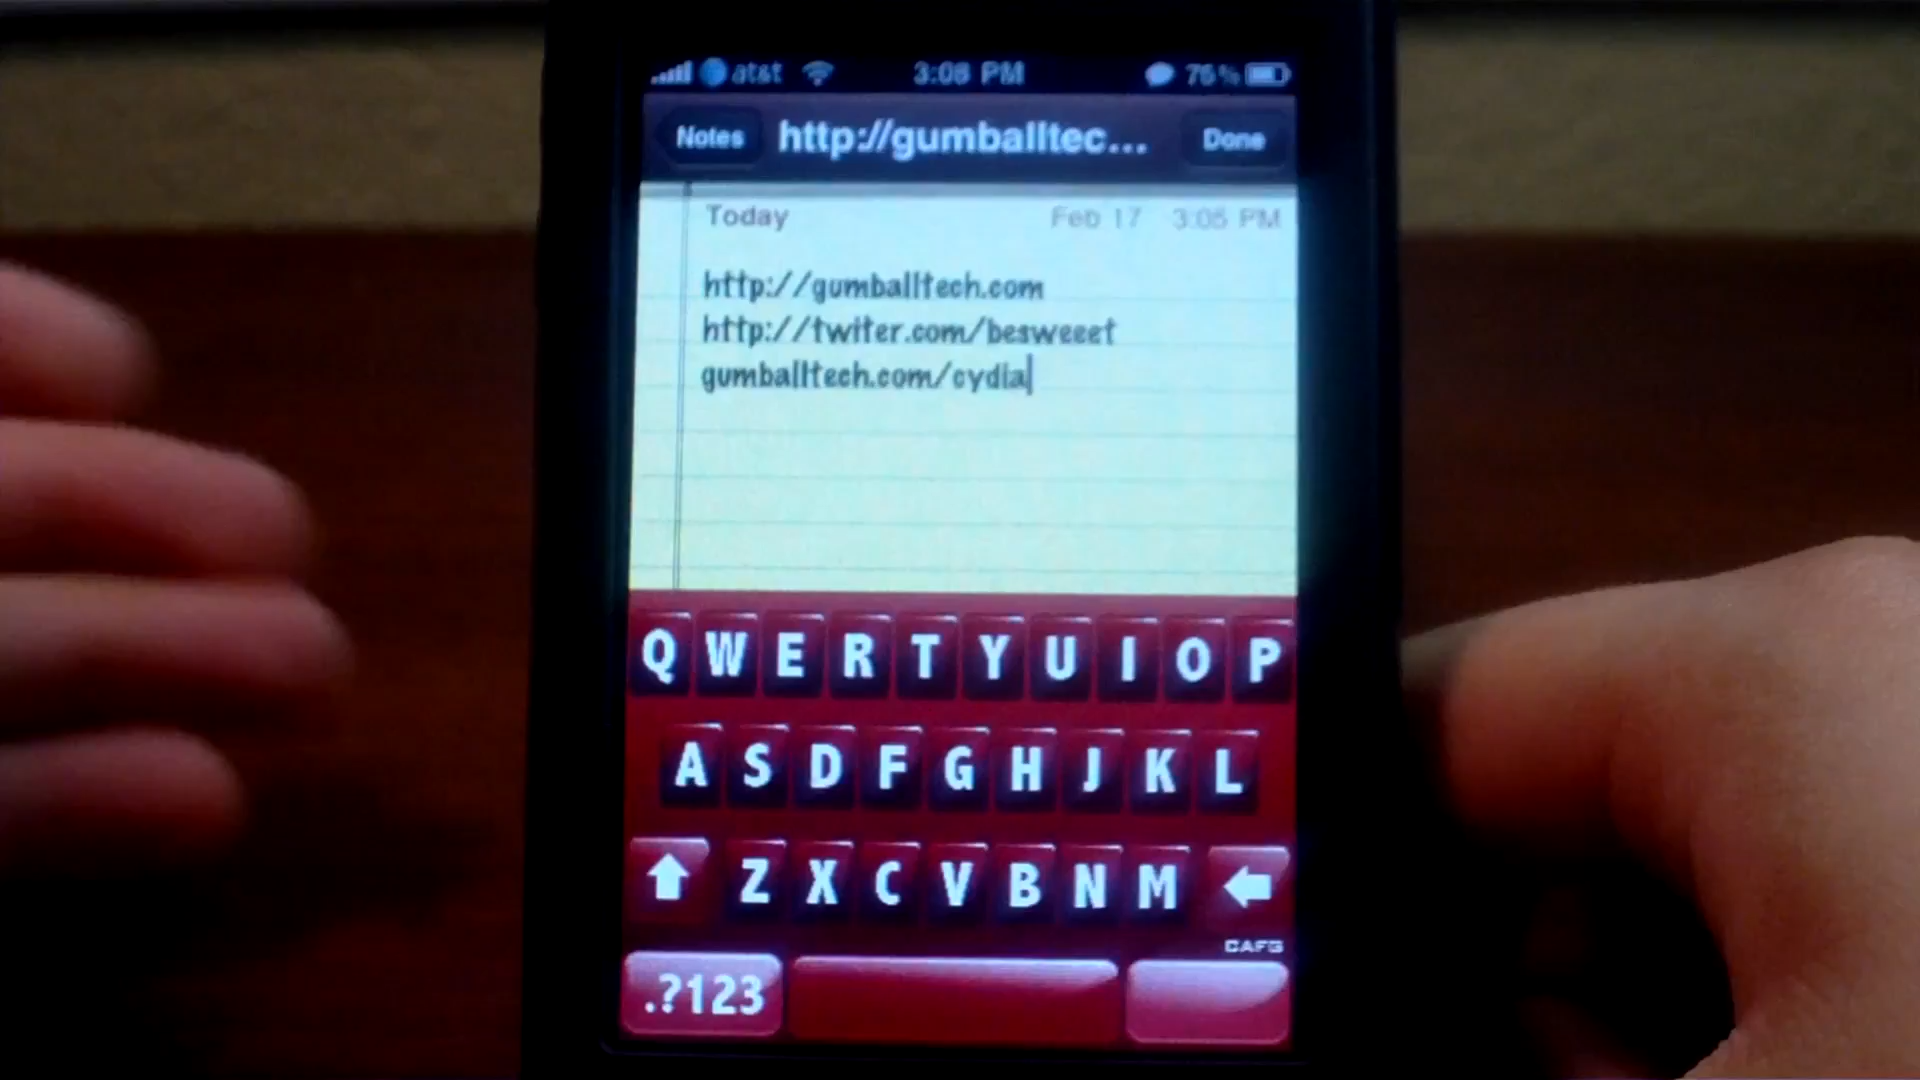 at&t 3:08 PM 76%
Notes http://gumballtec... Done
Today Feb 17 3:05 PM
http://gumballtech.com
http://twiter.com/besweeet
gumballtech.com/cydia
Q W E R T Y U I O P
A S D F G H J K L
Z X C V B N M
CAFG
.?123